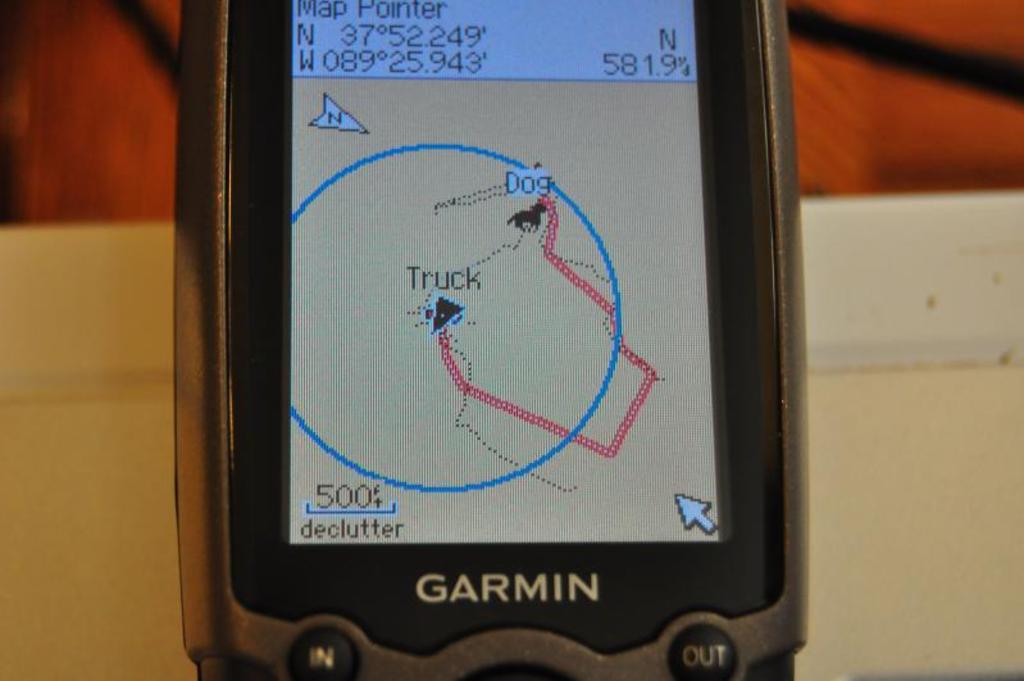 Map Pointer
N 37°52.249' N
W 089°25.943' 581.9
N
Dog
Truck
500ft
declutter
GARMIN
IN OUT